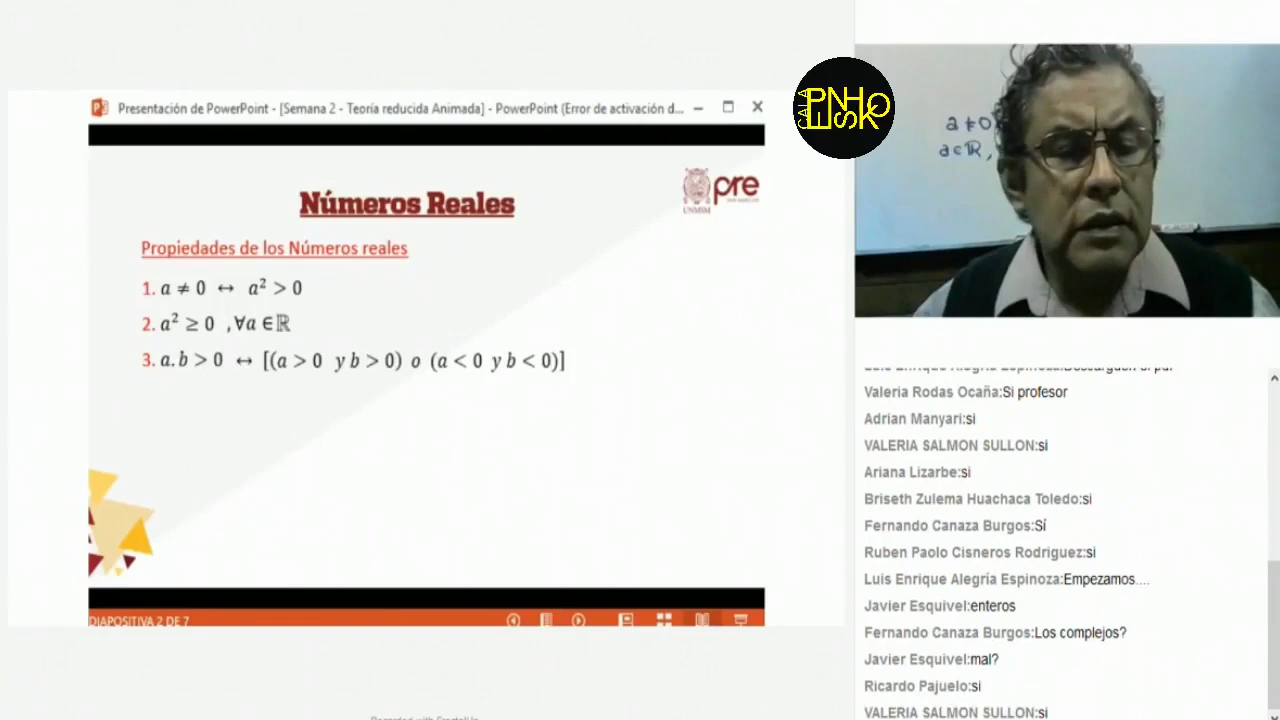 Presentación de PowerPoint - [Semana 2 - Teoría reducida Animada] - PowerPoint (Error de activación d...
Números Reales
pre
UNMSM
Propiedades de los Números reales
1. a ≠ 0 ↔ a² > 0
2. a² ≥ 0 , ∀a ∈ ℝ
3. a.b > 0 ↔ [(a > 0 y b > 0) o (a < 0 y b < 0)]
DIAPOSITIVA 2 DE 7
a ≠ 0
a ∈ ℝ,
Valeria Rodas Ocaña:Si profesor
Adrian Manyari:si
VALERIA SALMON SULLON:si
Ariana Lizarbe:si
Briseth Zulema Huachaca Toledo:si
Fernando Canaza Burgos:Sí
Ruben Paolo Cisneros Rodriguez:si
Luis Enrique Alegría Espinoza:Empezamos....
Javier Esquivel:enteros
Fernando Canaza Burgos:Los complejos?
Javier Esquivel:mal?
Ricardo Pajuelo:si
VALERIA SALMON SULLON:si